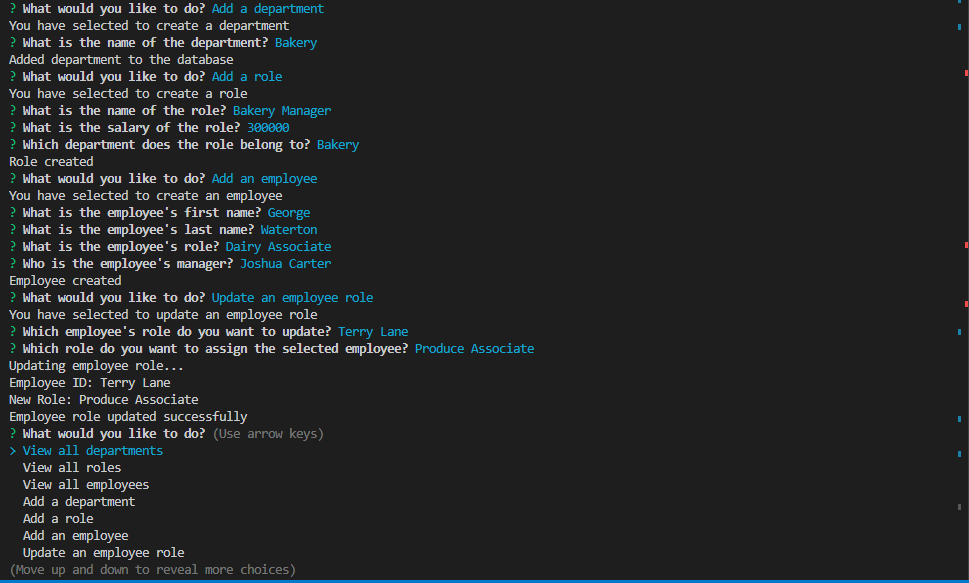 ? What would you like to do? Add a department
You have selected to create a department
? What is the name of the department? Bakery
Added department to the database
? What would you like to do? Add a role
You have selected to create a role
? What is the name of the role? Bakery Manager
? What is the salary of the role? 300000
? Which department does the role belong to? Bakery
Role created
? What would you like to do? Add an employee
You have selected to create an employee
? What is the employee's first name? George
? What is the employee's last name? Waterton
? What is the employee's role? Dairy Associate
? Who is the employee's manager? Joshua Carter
Employee created
? What would you like to do? Update an employee role
You have selected to update an employee role
? Which employee's role do you want to update? Terry Lane
? Which role do you want to assign the selected employee? Produce Associate
Updating employee role...
Employee ID: Terry Lane
New Role: Produce Associate
Employee role updated successfully
? What would you like to do? (Use arrow keys)
> View all departments
View all roles
View all employees
Add a department
Add a role
Add an employee
Update an employee role
(Move up and down to reveal more choices)